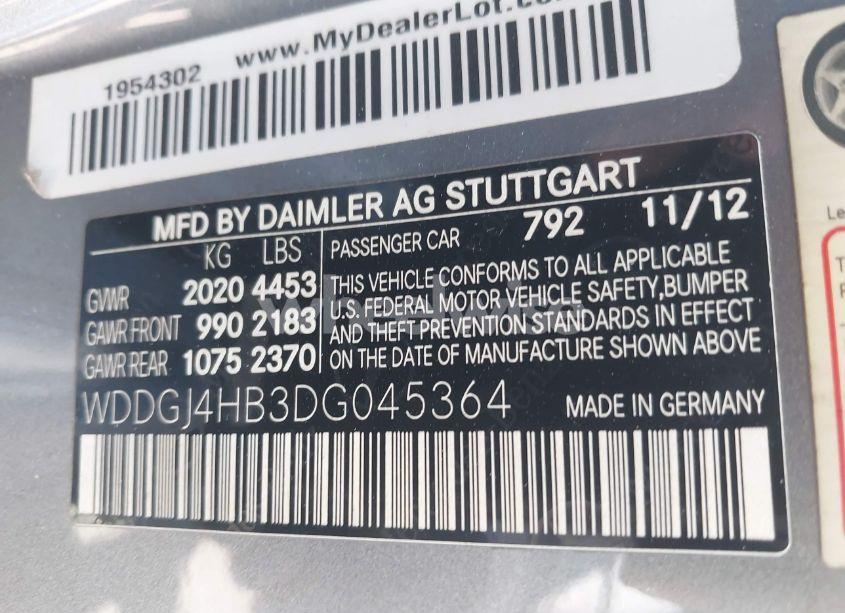 www.MyDealerLot.com
1954302
MFD BY DAIMLER AG STUTTGART
KG LBS PASSENGER CAR 792 11/12
GVWR 2020 4453
GAWR FRONT 990 2183
GAWR REAR 1075 2370
THIS VEHICLE CONFORMS TO ALL APPLICABLE
U.S. FEDERAL MOTOR VEHICLE SAFETY,BUMPER
AND THEFT PREVENTION STANDARDS IN EFFECT
ON THE DATE OF MANUFACTURE SHOWN ABOVE
WDDGJ4HB3DG045364 MADE IN GERMANY
Le